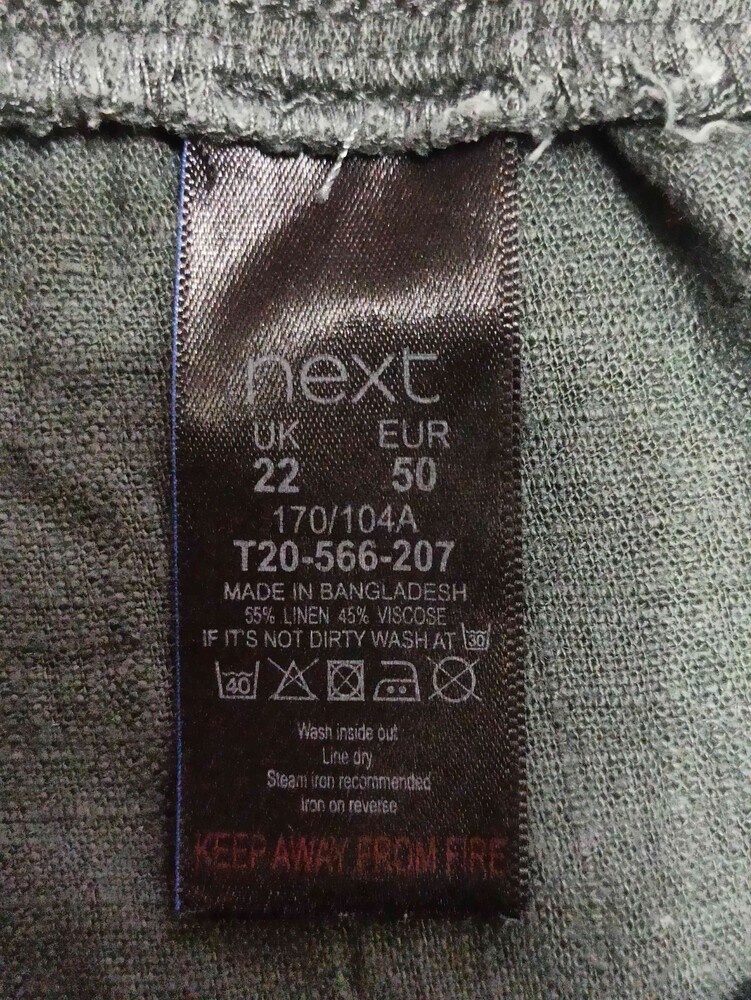 next
UK EUR
22 50
170/104A
T20-566-207
MADE IN BANGLADESH
55% LINEN 45% VISCOSE
IF IT'S NOT DIRTY WASH AT 30
40
Wash inside out
Line dry
Steam iron recommended
Iron on reverse
KEEP AWAY FROM FIRE